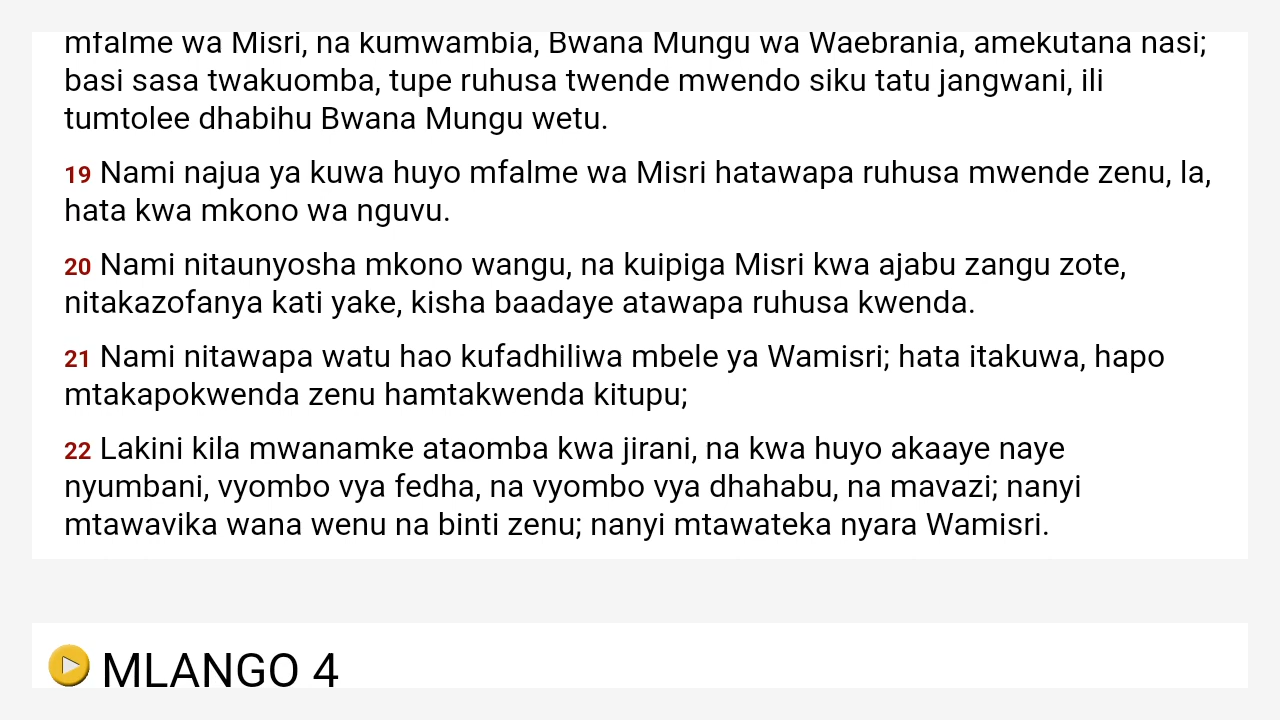 mfalme wa Misri, na kumwambia, Bwana Mungu wa Waebrania, amekutana nasi;
basi sasa twakuomba, tupe ruhusa twende mwendo siku tatu jangwani, ili
tumtolee dhabihu Bwana Mungu wetu.
19 Nami najua ya kuwa huyo mfalme wa Misri hatawapa ruhusa mwende zenu, la,
hata kwa mkono wa nguvu.
20 Nami nitaunyosha mkono wangu, na kuipiga Misri kwa ajabu zangu zote,
nitakazofanya kati yake, kisha baadaye atawapa ruhusa kwenda.
21 Nami nitawapa watu hao kufadhiliwa mbele ya Wamisri; hata itakuwa, hapo
mtakapokwenda zenu hamtakwenda kitupu;
22 Lakini kila mwanamke ataomba kwa jirani, na kwa huyo akaaye naye
nyumbani, vyombo vya fedha, na vyombo vya dhahabu, na mavazi; nanyi
mtawavika wana wenu na binti zenu; nanyi mtawateka nyara Wamisri.
MLANGO 4